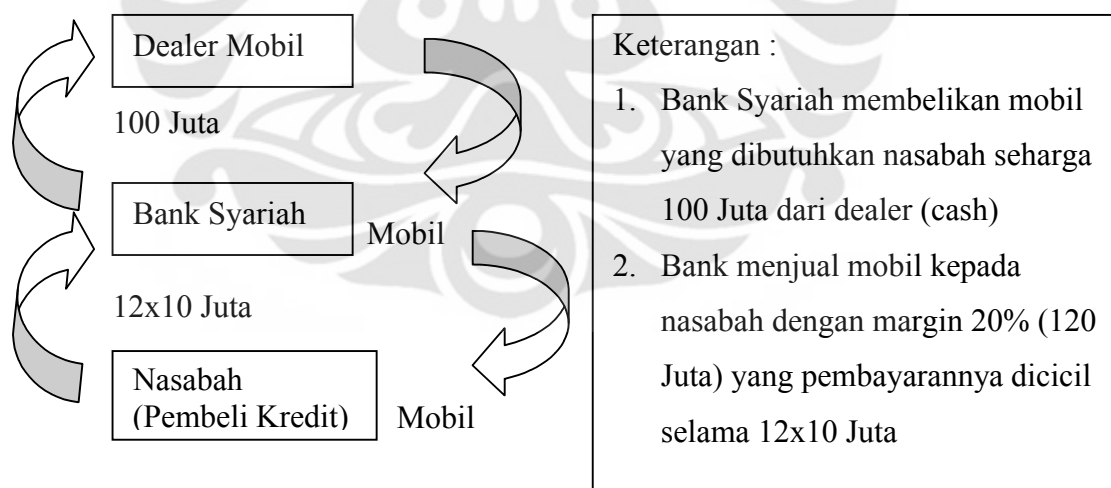 Dealer Mobil
100 Juta
Bank Syariah
Mobil
12x10 Juta
Nasabah
(Pembeli Kredit)
Mobil
Keterangan :
1. Bank Syariah membelikan mobil
yang dibutuhkan nasabah seharga
100 Juta dari dealer (cash)
2. Bank menjual mobil kepada
nasabah dengan margin 20% (120
Juta) yang pembayarannya dicicil
selama 12x10 Juta